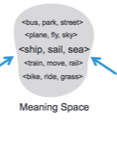 <bus, park, street>
<plane, fly, sky>
<ship, sail, sea>
<train, move, rail>
<bike, ride, grass>
Meaning Space